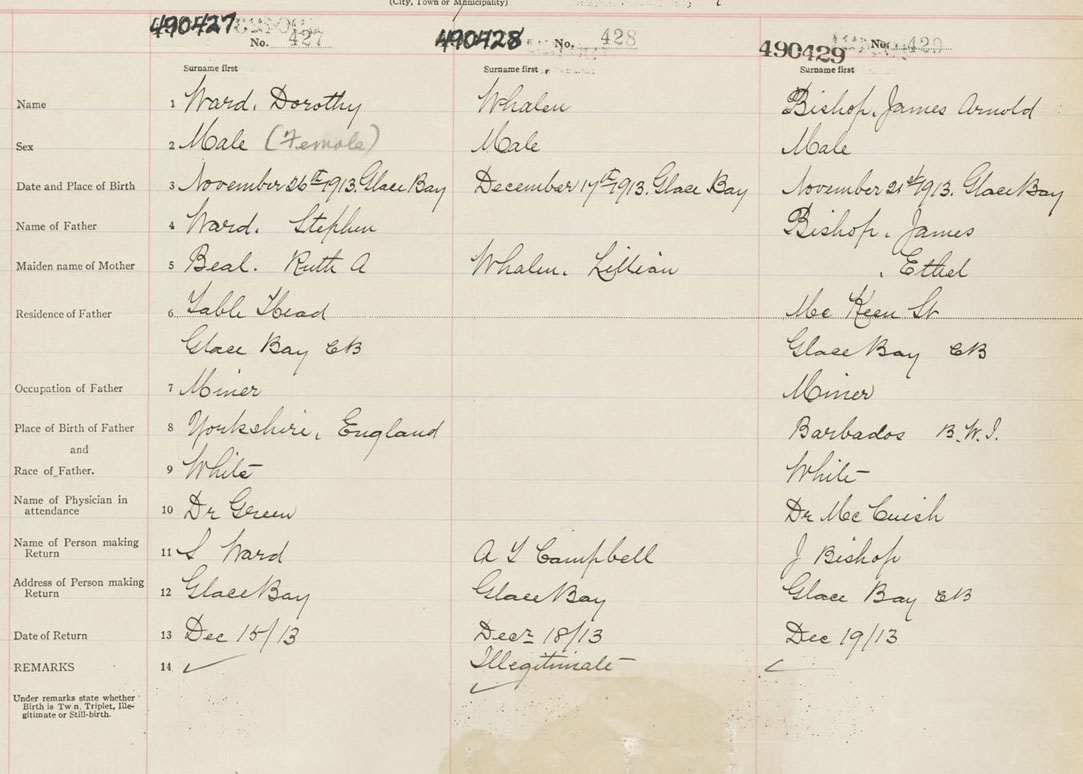 (City, Town or Municipality)
490427 No. 427 490428 No. 428 490429 No. 429
Surname first Surname first Surname first
Name 1 Ward. Dorothy Whalen Bishop. James Arnold
Sex 2 Male (Female) Male Male
Date and Place of Birth 3 November 26th 1913. Glace Bay December 17th 1913. Glace Bay November 21st 1913. Glace Bay
Name of Father 4 Ward. Stephen Bishop. James
Maiden name of Mother 5 Beal. Ruth A Whalen. Lillian . Ethel
Residence of Father 6 Table Head Mc Keen St
Glace Bay CB Glace Bay CB
Occupation of Father 7 Miner Miner
Place of Birth of Father 8 Yorkshire, England Barbados B.W.I.
and
Race of Father. 9 White White
Name of Physician in attendance 10 Dr Green Dr Mc Cuish
Name of Person making Return 11 S Ward A L Campbell J Bishop
Address of Person making Return 12 Glace Bay Glace Bay Glace Bay CB
Date of Return 13 Dec 15/13 Decr 18/13 Dec 19/13
REMARKS 14 Illegitimate
Under remarks state whether
Birth is Twin, Triplet, Ille-
gitimate or Still-birth.